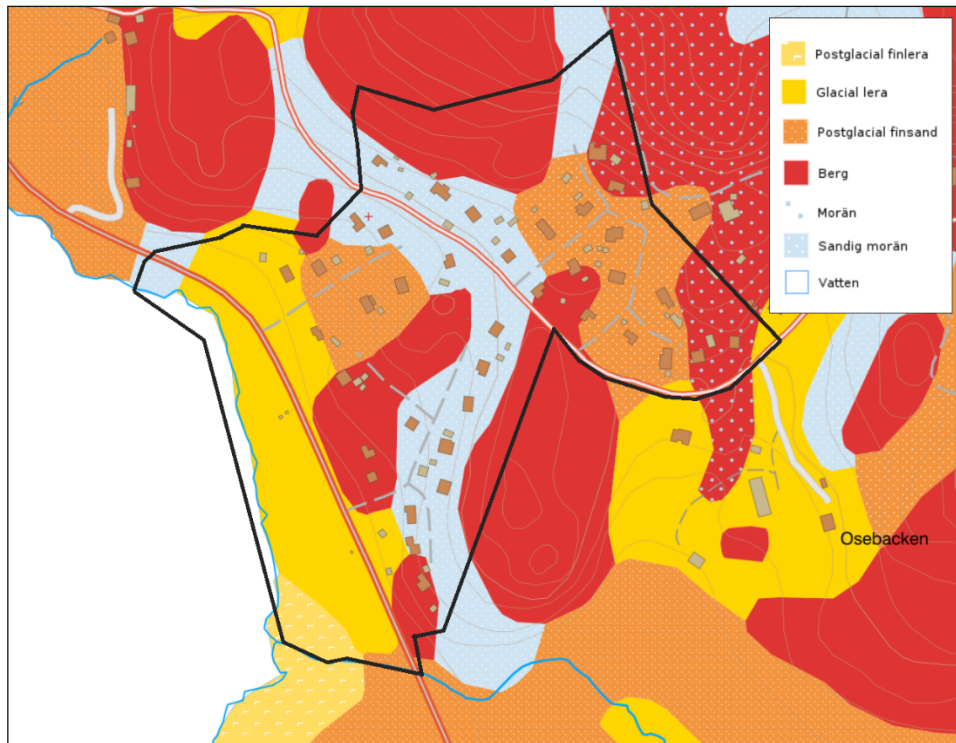 Postglacial finlera
Glacial lera
Postglacial finsand
Berg
Morän
Sandig morän
Vatten
Osebacken